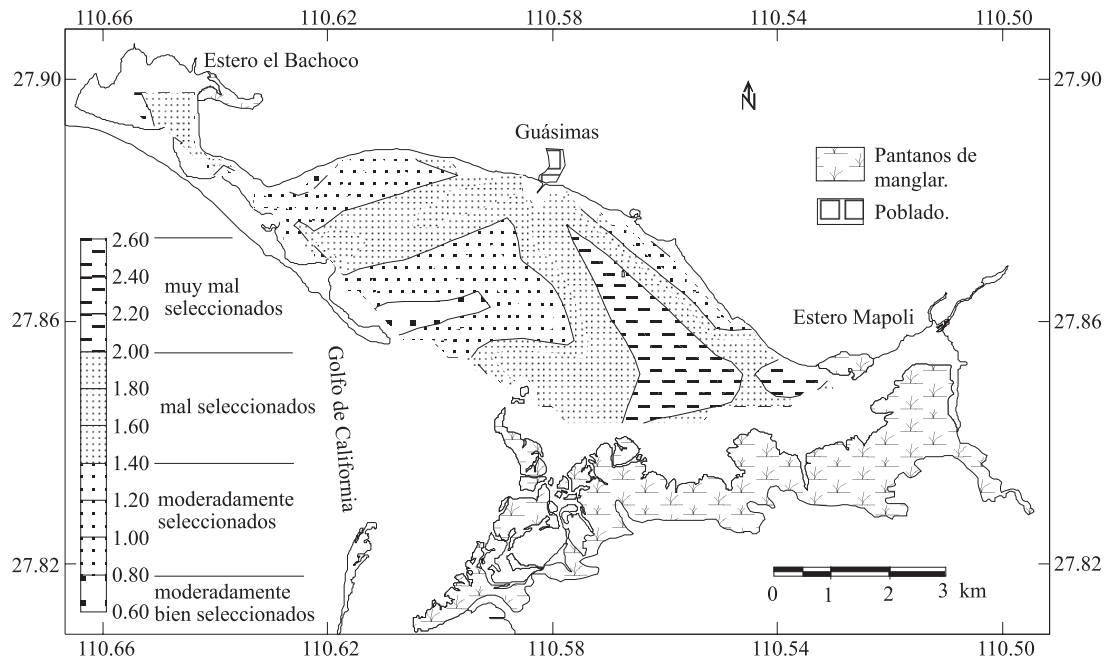 110.66 110.62 110.58 110.54 110.50
27.90 27.90
Estero el Bachoco
N
Guásimas
Pantanos de
manglar.
Poblado.
2.60
2.40
muy mal
seleccionados
2.20
2.00
27.86 27.86
Estero Mapoli
Golfo de California
1.80
mal seleccionados
1.60
1.40
moderadamente
1.20
seleccionados
1.00
0.80
moderadamente
bien seleccionados
0.60
27.82 27.82
0 1 2 3 km
110.66 110.62 110.58 110.54 110.50